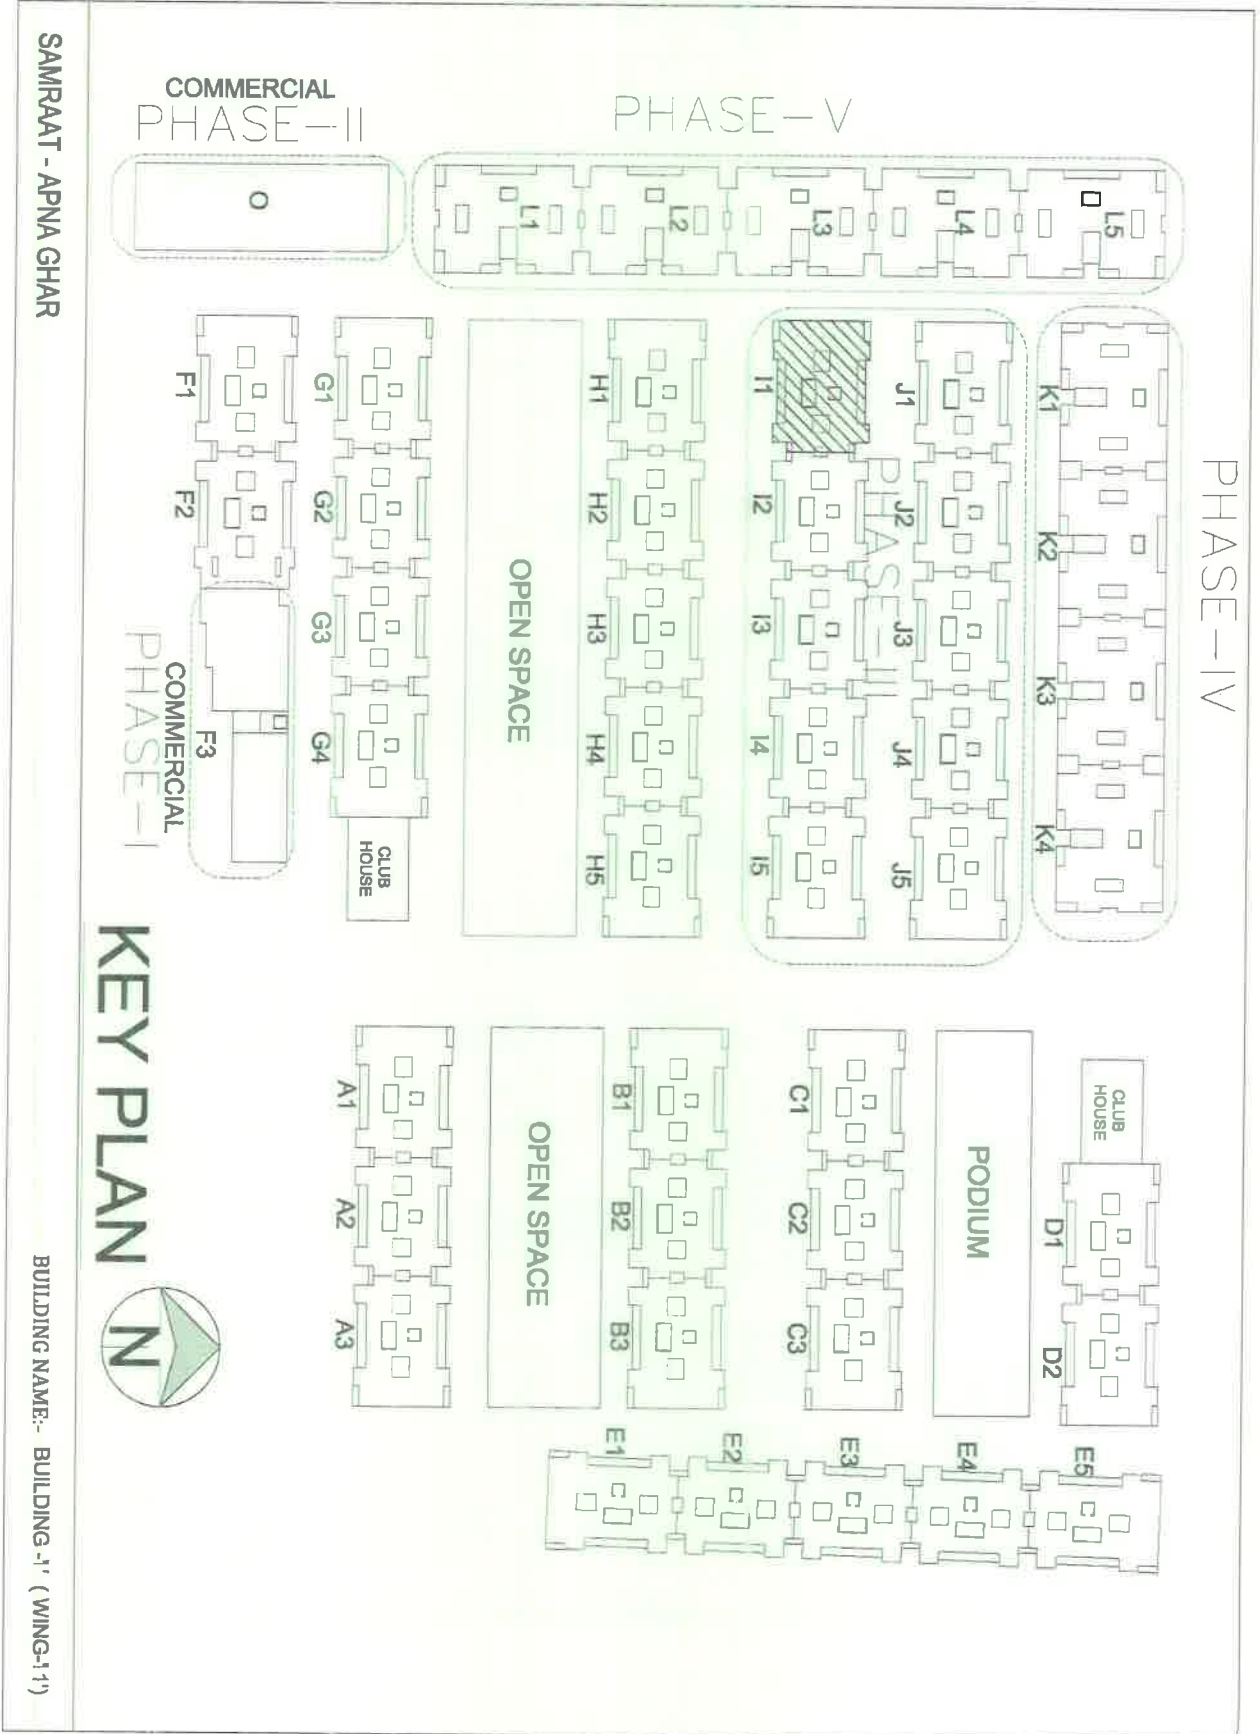 COMMERCIAL
PHASE-II
PHASE-V
O
L1
L2
L3
L4
L5
PHASE-IV
K1
K2
K3
K4
J1
J2
J3
J4
J5
PHASE-III
I1
I2
I3
I4
I5
H1
H2
H3
H4
H5
OPEN SPACE
G1
G2
G3
G4
CLUB
HOUSE
F1
F2
F3
COMMERCIAL
PHASE-I
CLUB
HOUSE
D1
D2
PODIUM
C1
C2
C3
B1
B2
B3
OPEN SPACE
A1
A2
A3
E1
E2
E3
E4
E5
KEY PLAN
N
SAMRAAT - APNA GHAR
BUILDING NAME:- BUILDING -'I' ( WING-'I1')